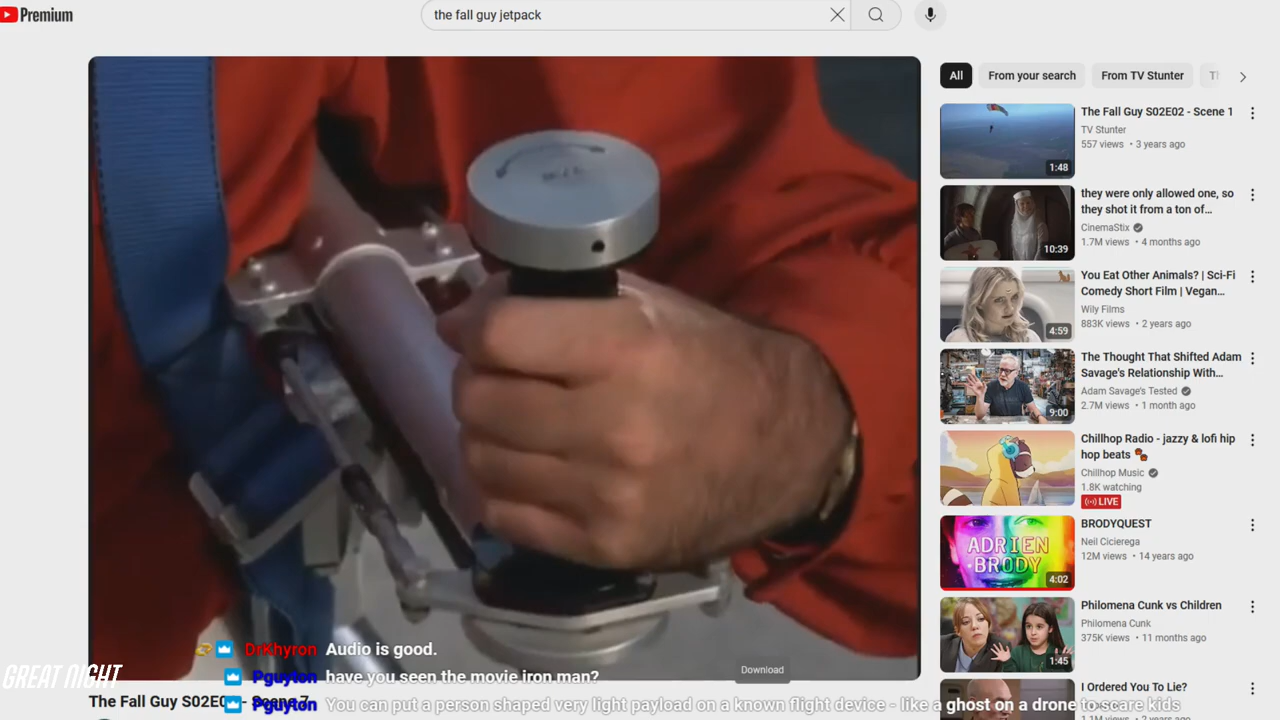 Premium
the fall guy jetpack
All
From your search
From TV Stunter
The Fall Guy S02E02 - Scene 1
TV Stunter
557 views • 3 years ago
1:48
they were only allowed one, so
they shot it from a ton of...
CinemaStix
1.7M views • 4 months ago
10:39
You Eat Other Animals? | Sci-Fi
Comedy Short Film | Vegan...
Wily Films
883K views • 2 years ago
4:59
The Thought That Shifted Adam
Savage's Relationship With...
Adam Savage's Tested
2.7M views • 1 month ago
9:00
Chillhop Radio - jazzy & lofi hip
hop beats
Chillhop Music
1.8K watching
LIVE
BRODYQUEST
Neil Cicierega
12M views • 14 years ago
ADRIEN
BRODY
4:02
Philomena Cunk vs Children
Philomena Cunk
375K views • 11 months ago
1:45
I Ordered You To Lie?
DrKhyron Audio is good.
Pguyton have you seen the movie iron man?
Download
GREAT NIGHT
The Fall Guy S02E0 - Scene 7
Pguyton You can put a person shaped very light payload on a known flight device - like a ghost on a drone to scare kids